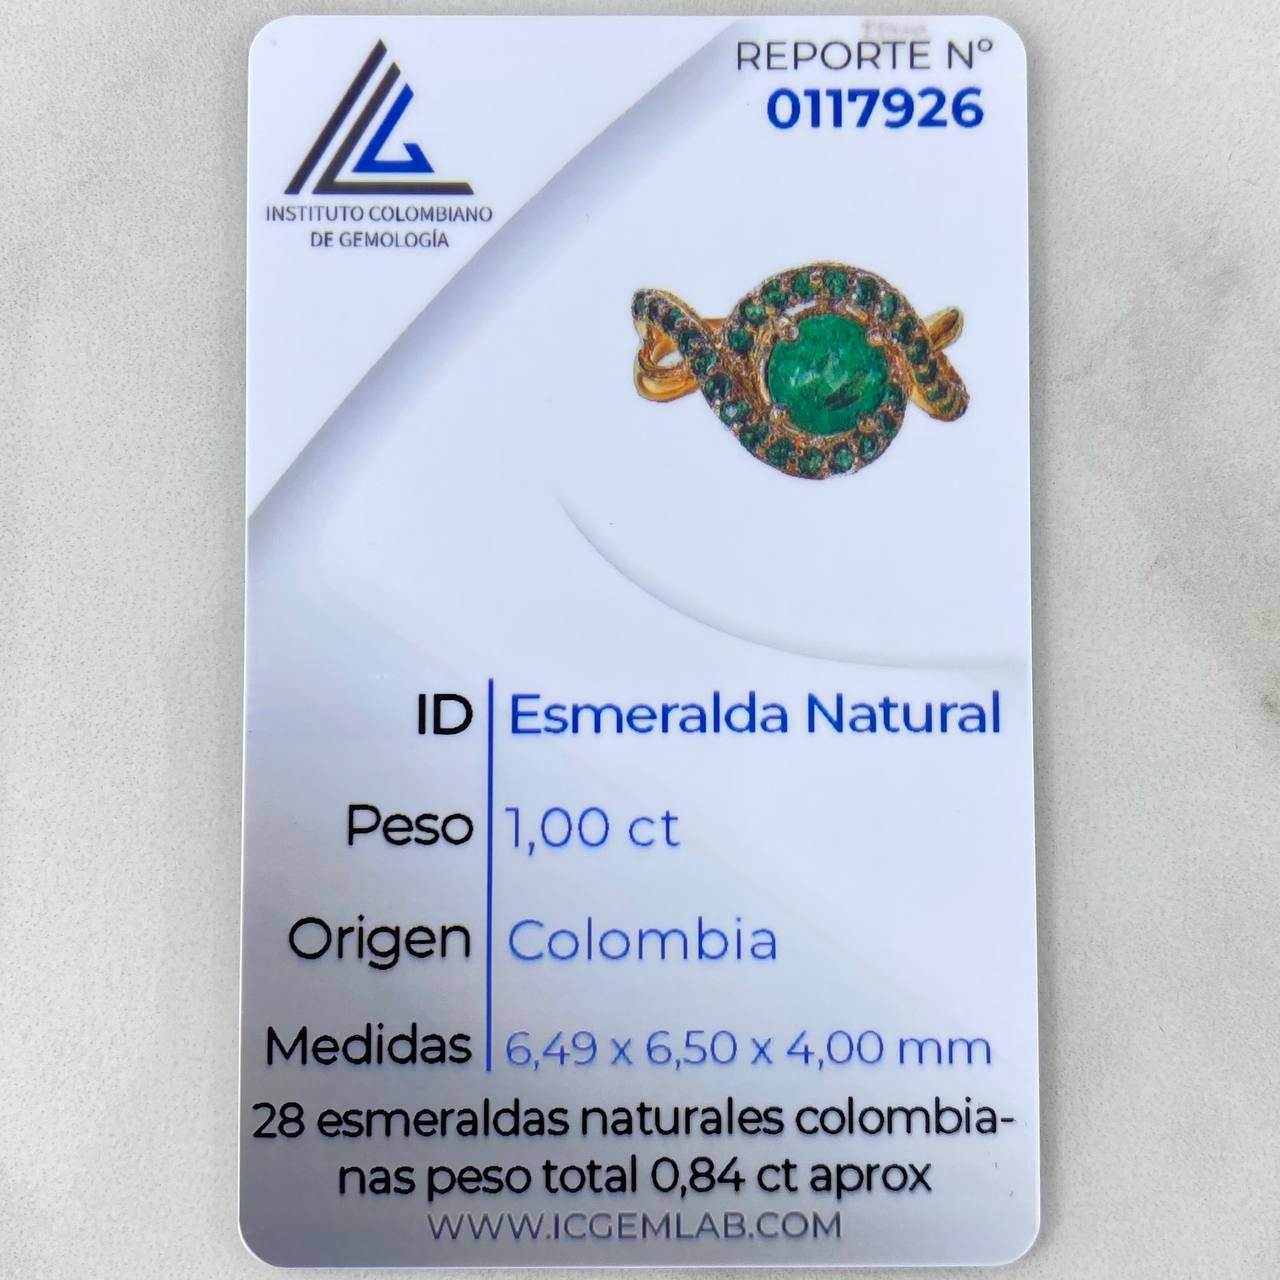 REPORTE Nº
0117926
INSTITUTO COLOMBIANO
DE GEMOLOGÍA
ID Esmeralda Natural
Peso 1,00 ct
Origen Colombia
Medidas 6,49 x 6,50 x 4,00 mm
28 esmeraldas naturales colombia-
nas peso total 0,84 ct aprox
WWW.ICGEMLAB.COM